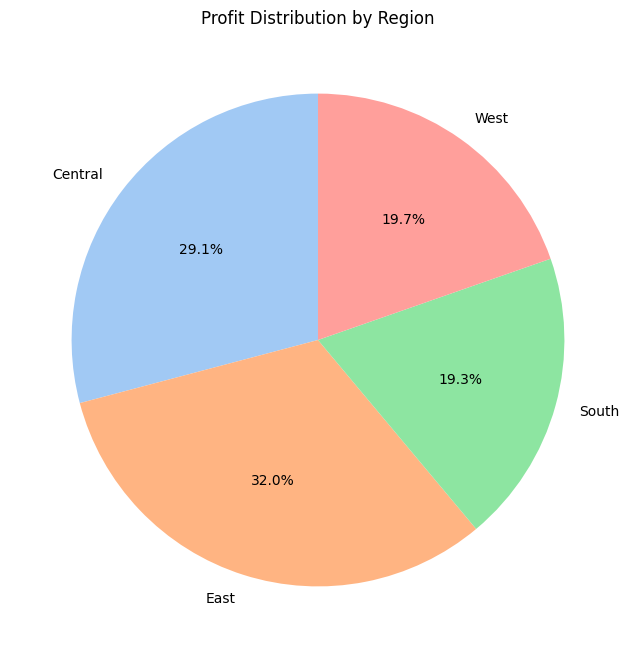 Profit Distribution by Region
West
Central
19.7%
29.1%
19.3%
South
32.0%
East